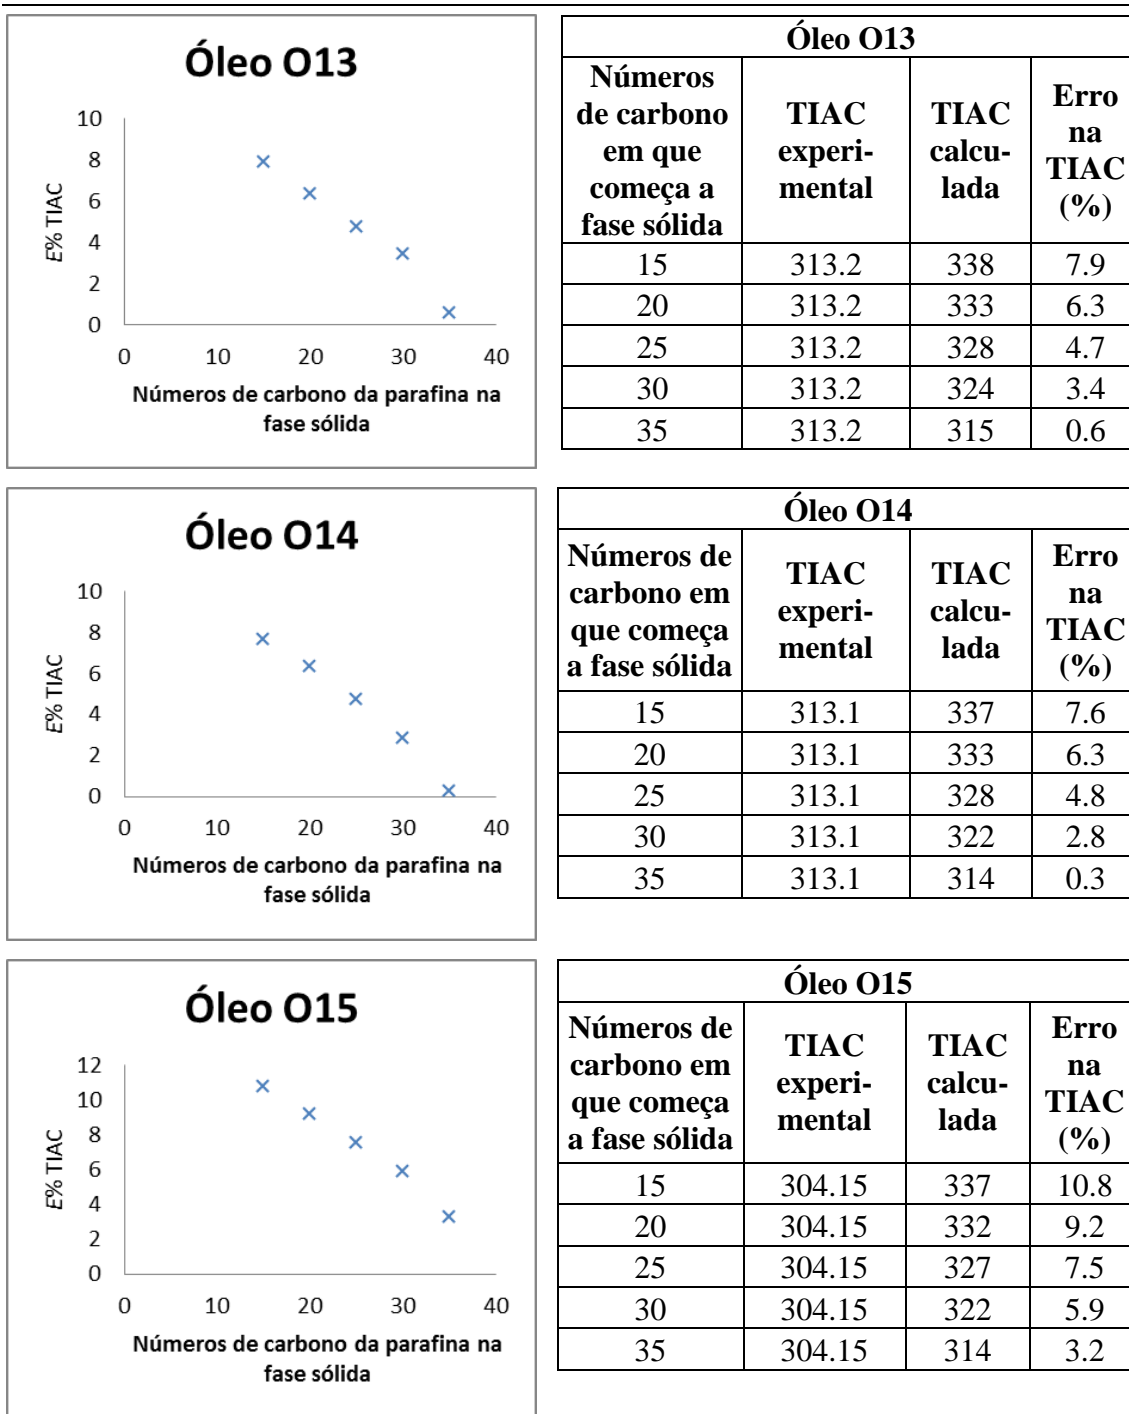 Óleo O13
10
8
6
4
2
0
E% TIAC
0 10 20 30 40
Números de carbono da parafina na
fase sólida
Óleo O13
Números
de carbono
em que
começa a
fase sólida
TIAC
experi-
mental
TIAC
calcu-
lada
Erro
na
TIAC
(%)
15 313.2 338 7.9
20 313.2 333 6.3
25 313.2 328 4.7
30 313.2 324 3.4
35 313.2 315 0.6
Óleo O14
10
8
6
4
2
0
E% TIAC
0 10 20 30 40
Números de carbono da parafina na
fase sólida
Óleo O14
Números de
carbono em
que começa
a fase sólida
TIAC
experi-
mental
TIAC
calcu-
lada
Erro
na
TIAC
(%)
15 313.1 337 7.6
20 313.1 333 6.3
25 313.1 328 4.8
30 313.1 322 2.8
35 313.1 314 0.3
Óleo O15
12
10
8
6
4
2
0
E% TIAC
0 10 20 30 40
Números de carbono da parafina na
fase sólida
Óleo O15
Números de
carbono em
que começa
a fase sólida
TIAC
experi-
mental
TIAC
calcu-
lada
Erro
na
TIAC
(%)
15 304.15 337 10.8
20 304.15 332 9.2
25 304.15 327 7.5
30 304.15 322 5.9
35 304.15 314 3.2